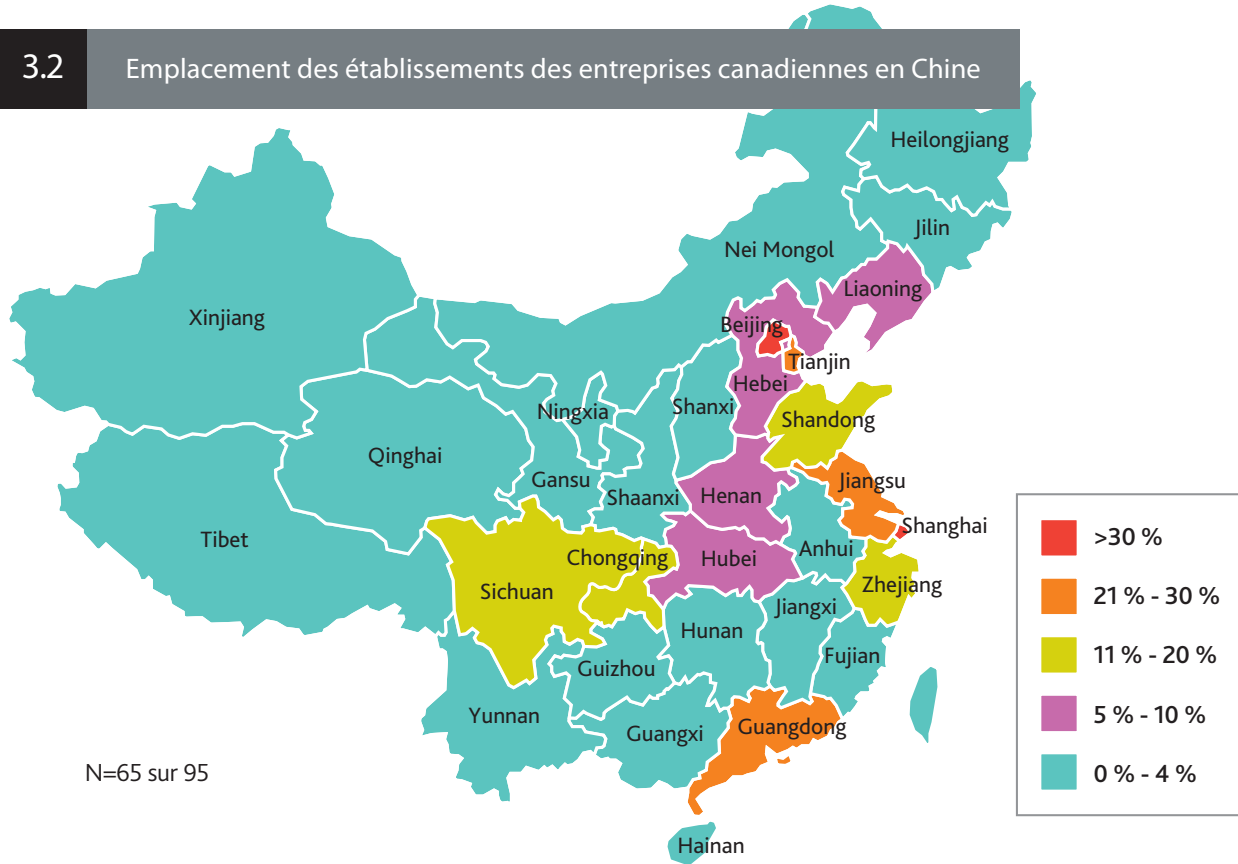 3.2
Emplacement des établissements des entreprises canadiennes en Chine
Heilongjiang
Jilin
Nei Mongol
Liaoning
Xinjiang
Beijing
Tianjin
Hebei
Shanxi
Ningxia
Shandong
Qinghai
Gansu
Shaanxi
Henan
Jiangsu
Shanghai
Tibet
Anhui
Chongqing
Hubei
Sichuan
Zhejiang
Jiangxi
Hunan
Fujian
Guizhou
Yunnan
Guangxi
Guangdong
Hainan
>30 %
21 % - 30 %
11 % - 20 %
5 % - 10 %
0 % - 4 %
N=65 sur 95